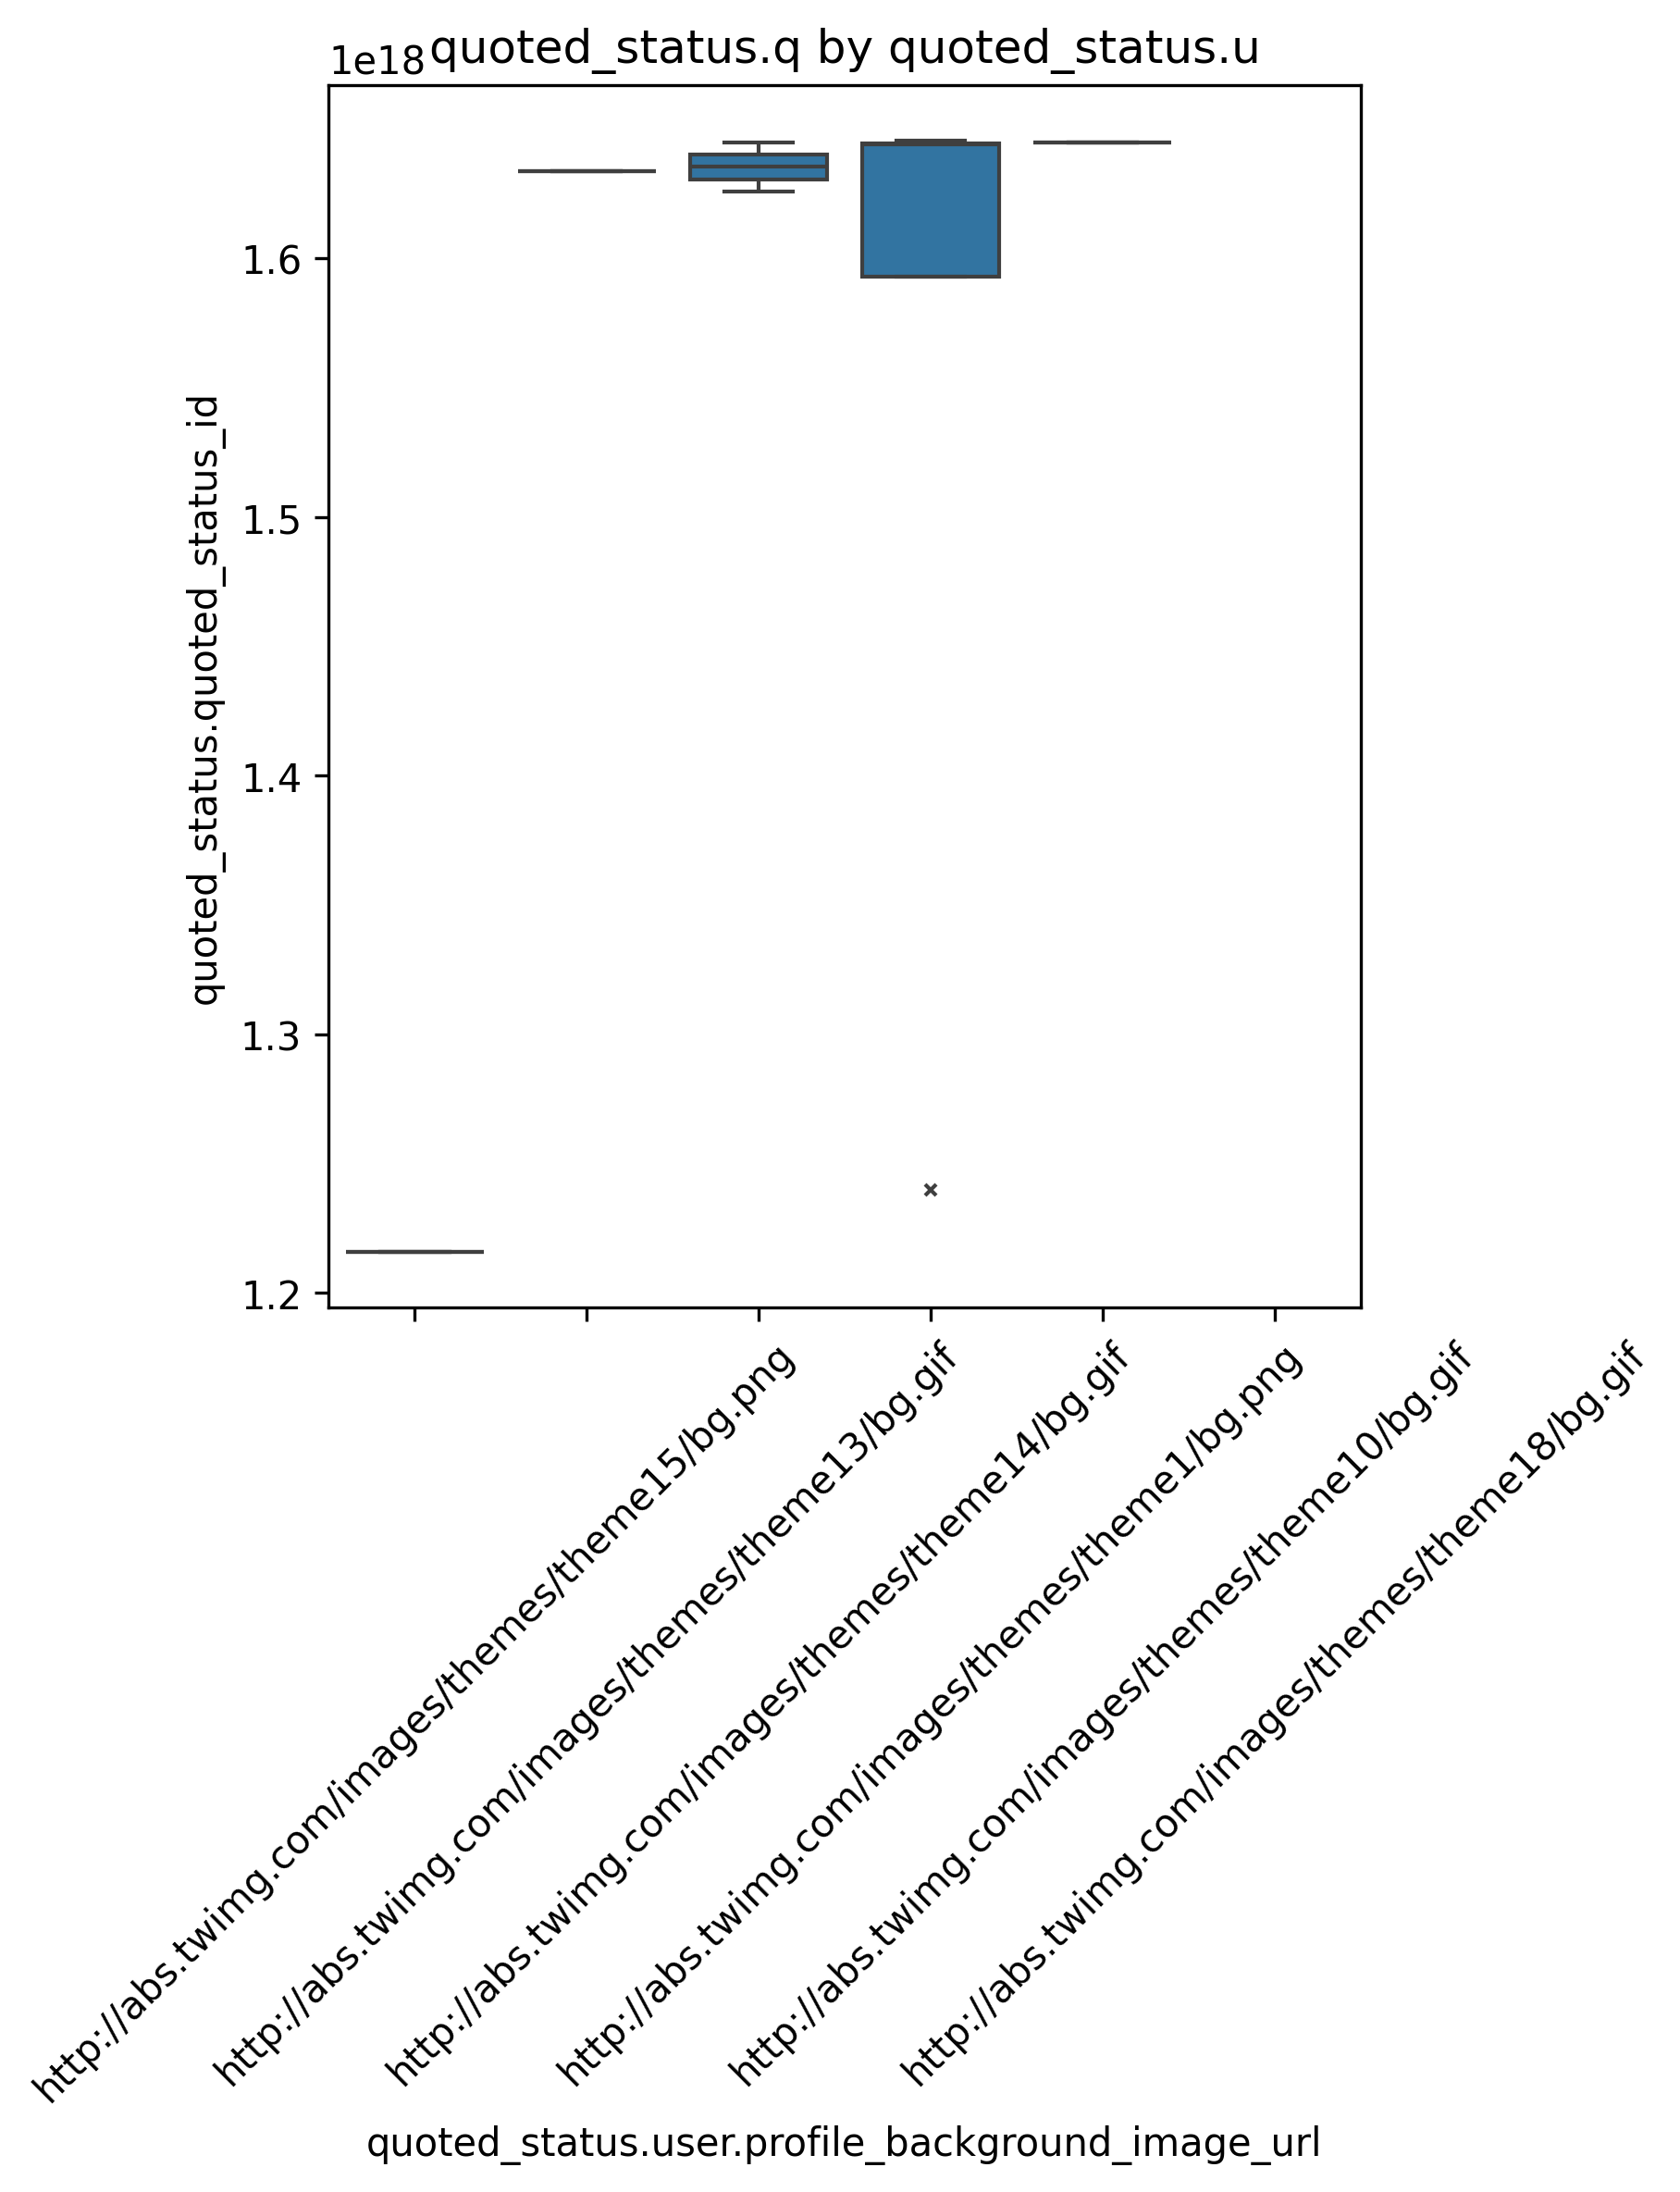 quoted_status.q by quoted_status.u
1e18
1.6
1.5
1.4
1.3
1.2
quoted_status.quoted_status_id
http://abs.twimg.com/images/themes/theme15/bg.png
http://abs.twimg.com/images/themes/theme13/bg.gif
http://abs.twimg.com/images/themes/theme14/bg.gif
http://abs.twimg.com/images/themes/theme1/bg.png
http://abs.twimg.com/images/themes/theme10/bg.gif
http://abs.twimg.com/images/themes/theme18/bg.gif
quoted_status.user.profile_background_image_url